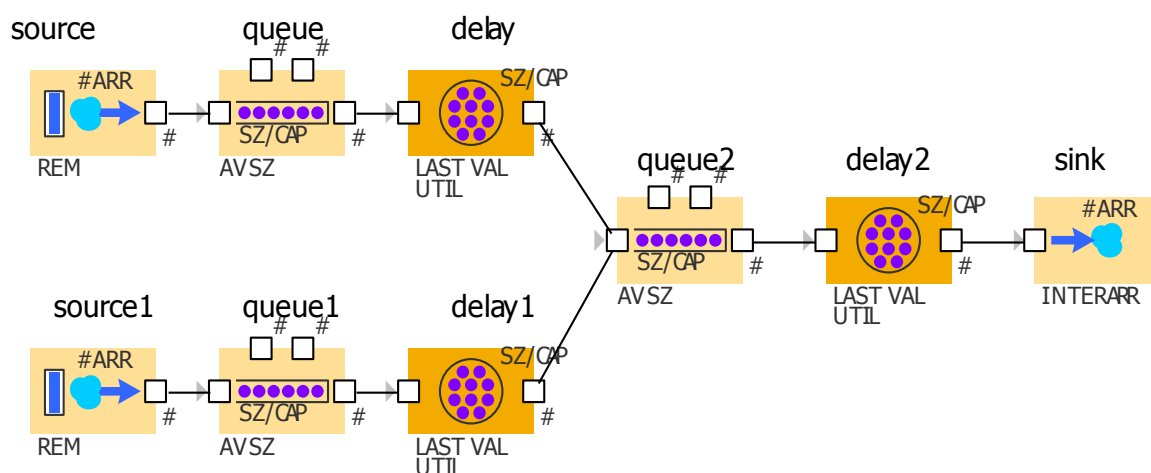 source
queue
delay
# #
#ARR
SZ/CAP
SZ/CAP
# # #
REM
AVSZ
LAST VAL
UTIL
queue2
delay2
sink
# #
SZ/CAP
#ARR
SZ/CAP
# # #
AVSZ
LAST VAL
UTIL
INTERARR
source1
queue1
delay1
# #
#ARR
SZ/CAP
SZ/CAP
# # #
REM
AVSZ
LAST VAL
UTIL